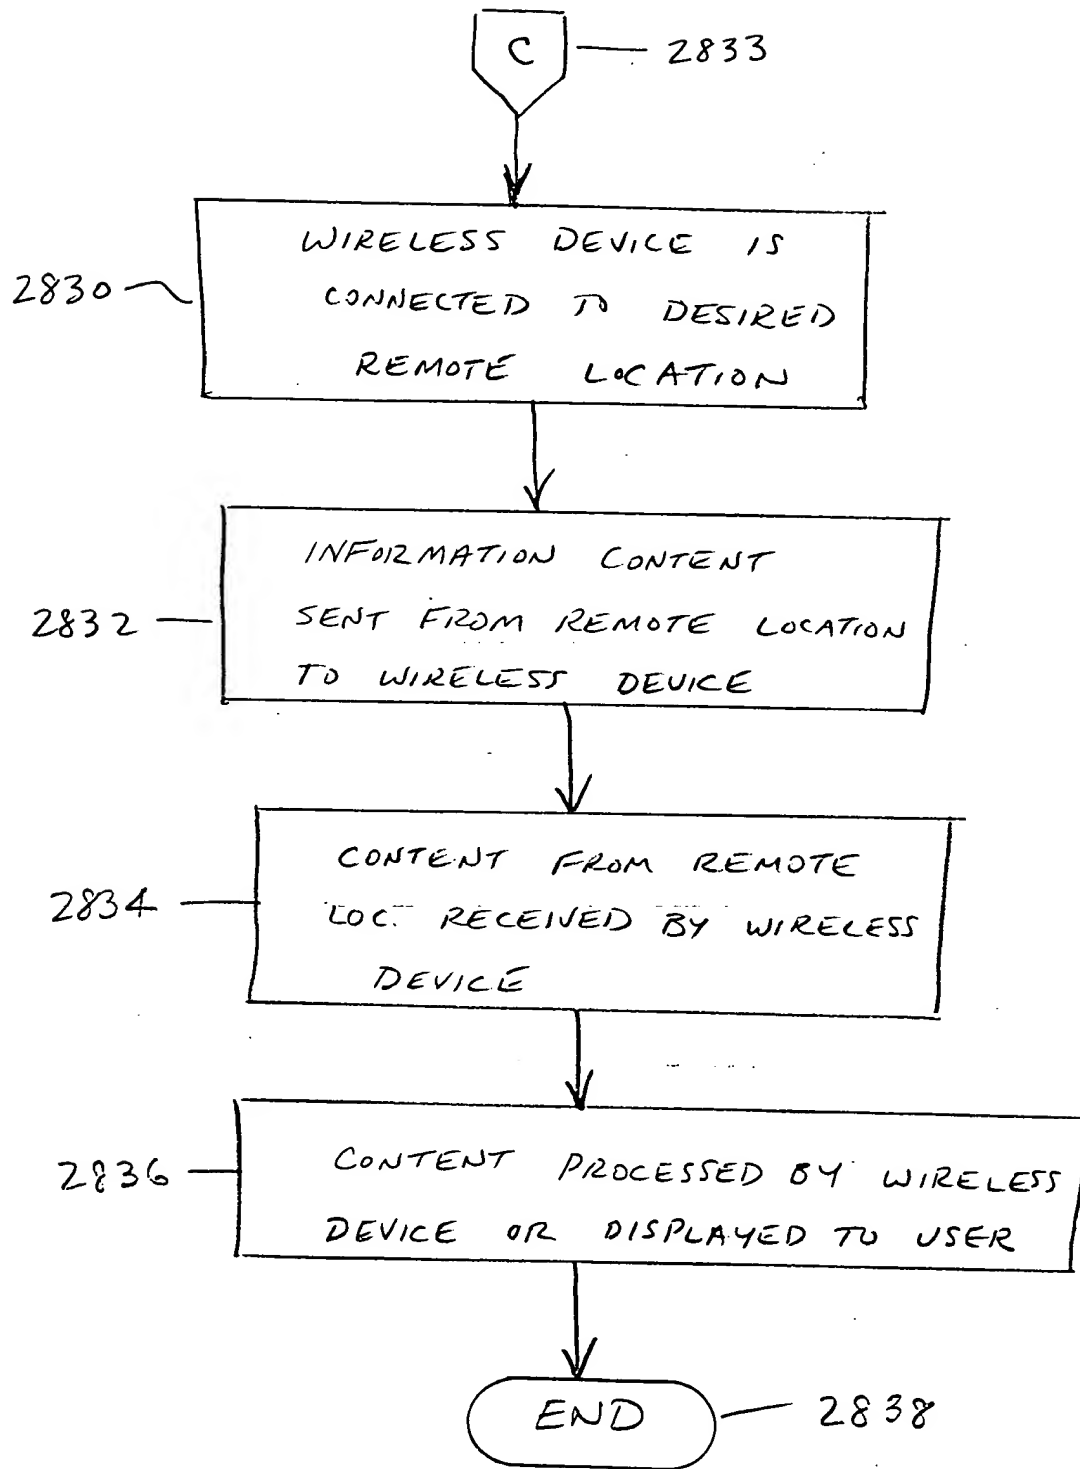 C 2833
WIRELESS DEVICE IS
2830 CONNECTED TO DESIRED
REMOTE LOCATION
INFORMATION CONTENT
2832 SENT FROM REMOTE LOCATION
TO WIRELESS DEVICE
CONTENT FROM REMOTE
2834 LOC. RECEIVED BY WIRELESS
DEVICE
2836 CONTENT PROCESSED BY WIRELESS
DEVICE OR DISPLAYED TO USER
END 2838